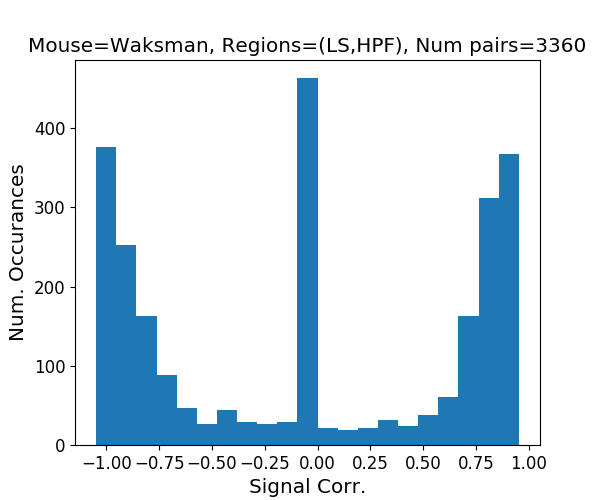 Mouse=Waksman, Regions=(LS,HPF), Num pairs=3360
Num. Occurances
400
300
200
100
0
−1.00 −0.75 −0.50 −0.25 0.00 0.25 0.50 0.75 1.00
Signal Corr.